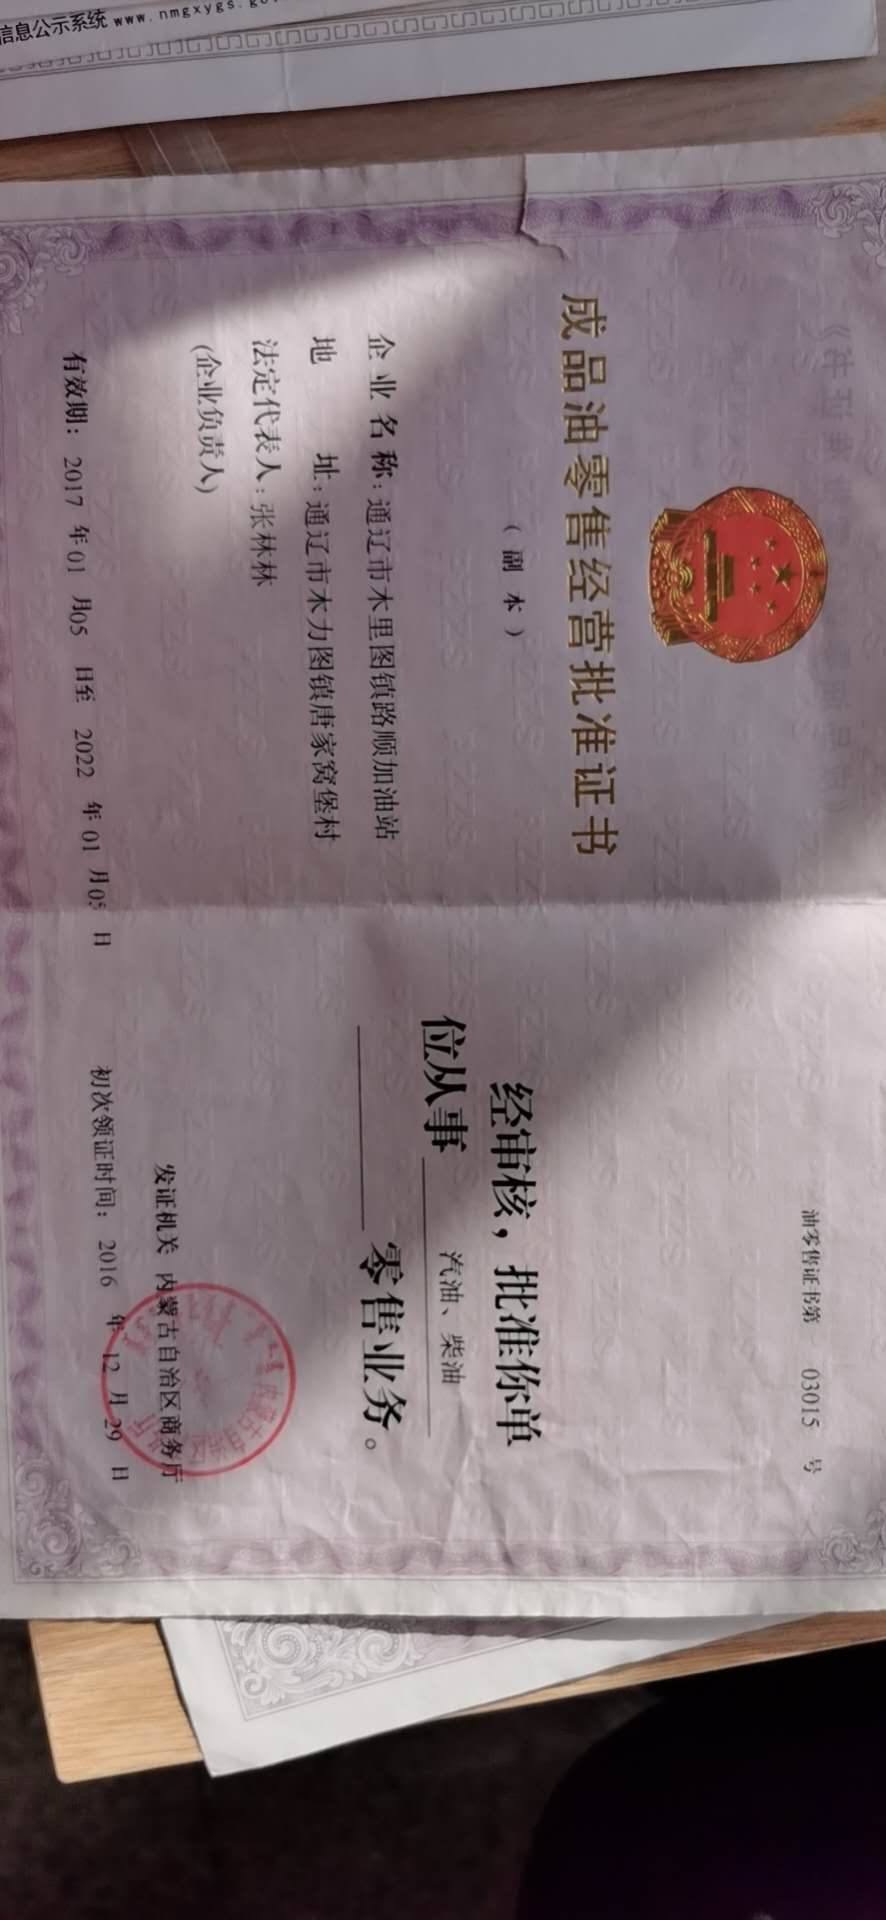 信息公示系统 www.nmgxygs.go
成品油零售经营批准证书
（副本）
企业名称：通辽市木里图镇路顺加油站
地 址：通辽市木力图镇唐家窝堡村
法定代表人：张林林
(企业负责人)
有效期： 2017 年 01 月 05 日至 2022 年 01 月 05 日
油零售证书第 03015 号
经审核，批准你单
位从事 汽油、柴油
零售业务。
发证机关 内蒙古自治区商务厅
初次领证时间： 2016 年 12 月 29 日